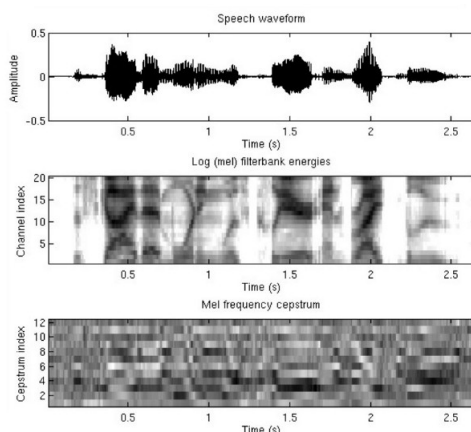 Speech waveform
0.5
0
-0.5
Amplitude
0.5 1 1.5 2 2.5
Time (s)
Log (mel) filterbank energies
20
15
10
5
Channel index
0.5 1 1.5 2 2.5
Time (s)
Mel frequency cepstrum
12
10
8
6
4
2
Cepstrum index
0.5 1 1.5 2 2.5
Time (s)